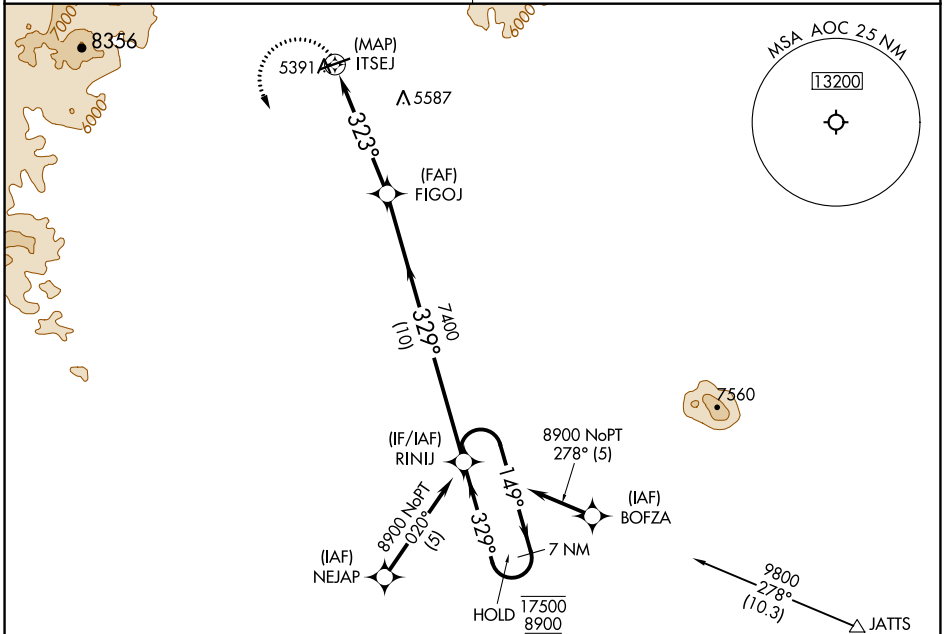 7000
8356
6000
(MAP)
ITSEJ
5391
5587
323°
(FAF)
FIGOJ
MSA AOC 25 NM
13200
6000
7400
329°
(10)
7560
(IF/IAF)
RINIJ
8900 NoPT
278° (5)
149°
329°
(IAF)
BOFZA
8900 NoPT
020°
(5)
(IAF)
NEJAP
7 NM
HOLD
17500
8900
9800
278°
(10.3)
JATTS